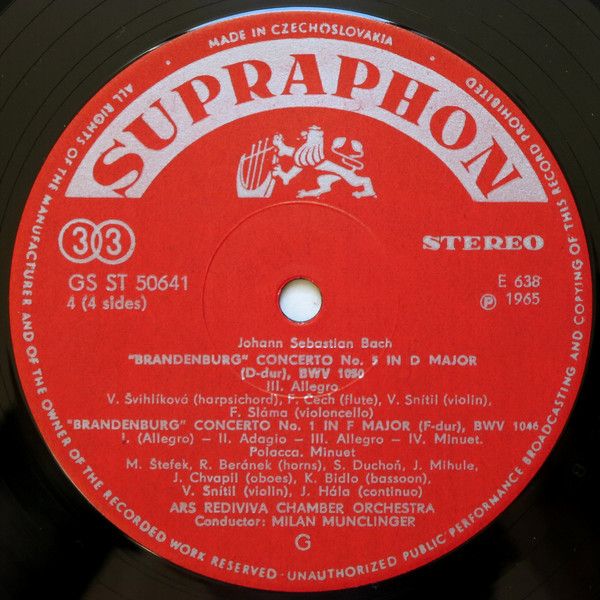 MADE IN CZECHOSLOVAKIA
ALL RIGHTS OF THE MANUFACTURER AND OF THE OWNER OF THE RECORDED WORK RESERVED - UNAUTHORIZED PUBLIC PERFORMANCE BROADCASTING AND COPYING OF THIS RECORD PROHIBITED
SUPRAPHON
33
STEREO
GS ST 50641
4 (4 sides)
E 638
Ⓟ 1965
Johann Sebastian Bach
"BRANDENBURG" CONCERTO No. 5 IN D MAJOR
(D-dur), BWV 1050
III. Allegro
V. Švihlíková (harpsichord), F. Čech (flute), V. Snítil (violin),
F. Sláma (violoncello)
"BRANDENBURG" CONCERTO No. 1 IN F MAJOR (F-dur), BWV 1046
I. (Allegro) – II. Adagio – III. Allegro – IV. Minuet.
Polacca. Minuet
M. Štefek, R. Beránek (horns), S. Duchoň, J. Mihule,
J. Chvapil (oboes), K. Bidlo (bassoon),
V. Snítil (violin), J. Hála (continuo)
ARS REDIVIVA CHAMBER ORCHESTRA
Conductor: MILAN MUNCLINGER
G